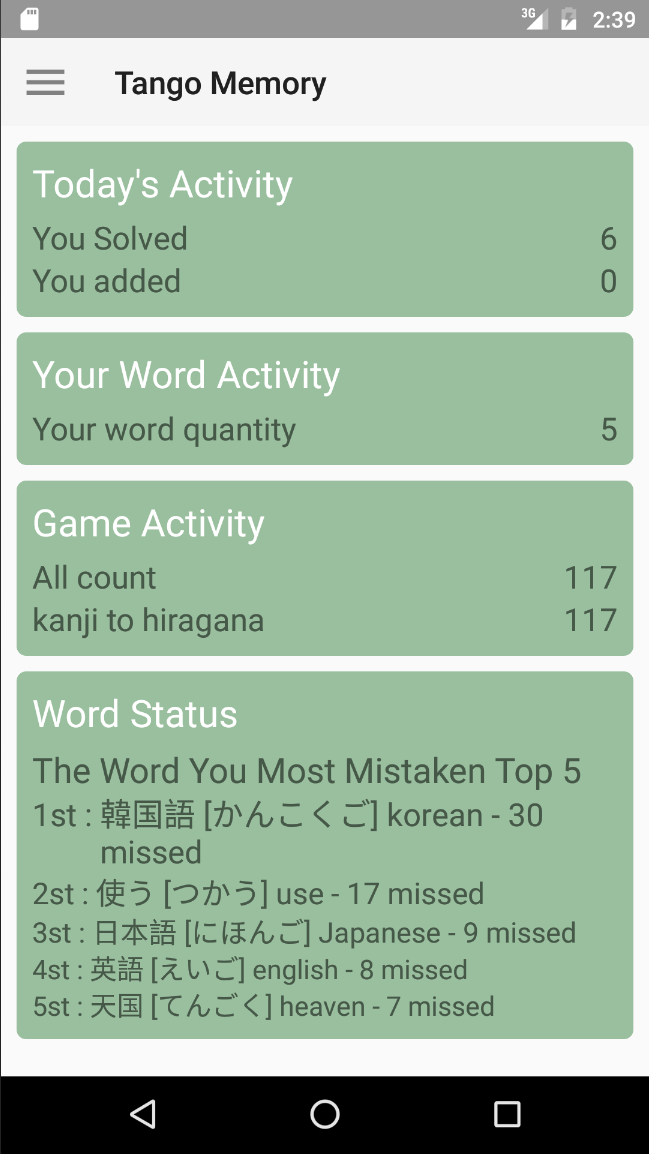 3G 2:39
Tango Memory
Today's Activity
You Solved 6
You added 0
Your Word Activity
Your word quantity 5
Game Activity
All count 117
kanji to hiragana 117
Word Status
The Word You Most Mistaken Top 5
1st : 韓国語 [かんこくご] korean - 30
missed
2st : 使う [つかう] use - 17 missed
3st : 日本語 [にほんご] Japanese - 9 missed
4st : 英語 [えいご] english - 8 missed
5st : 天国 [てんごく] heaven - 7 missed